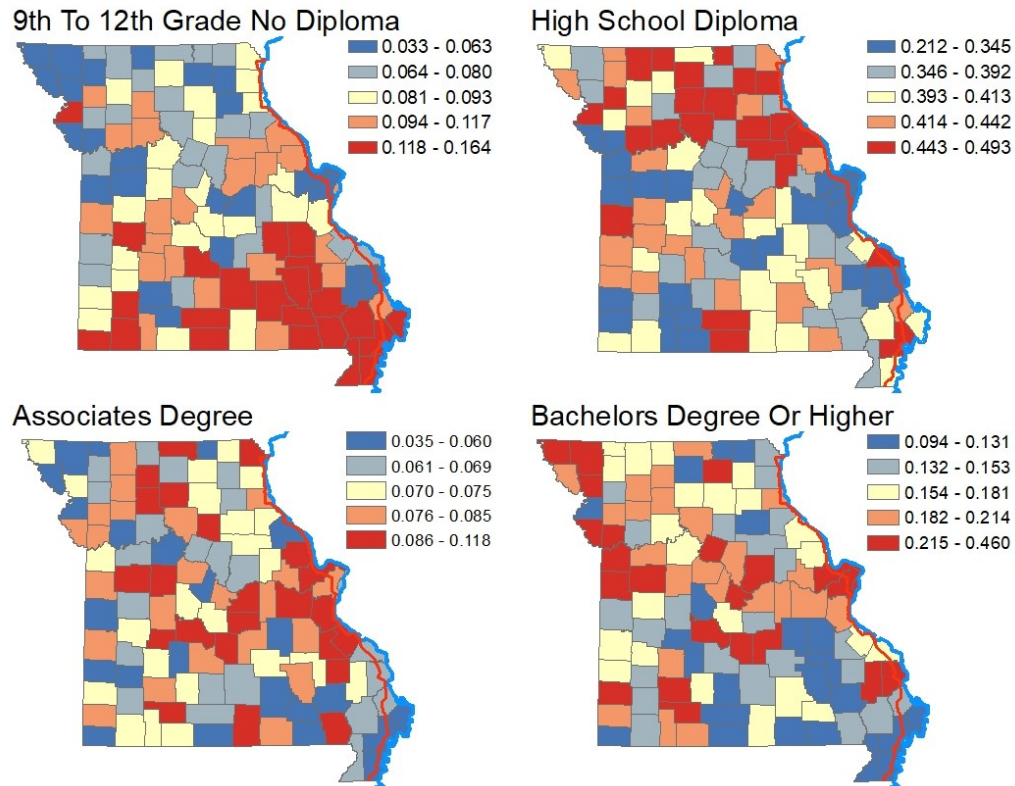 9th To 12th Grade No Diploma
0.033 - 0.063
0.064 - 0.080
0.081 - 0.093
0.094 - 0.117
0.118 - 0.164
High School Diploma
0.212 - 0.345
0.346 - 0.392
0.393 - 0.413
0.414 - 0.442
0.443 - 0.493
Associates Degree
0.035 - 0.060
0.061 - 0.069
0.070 - 0.075
0.076 - 0.085
0.086 - 0.118
Bachelors Degree Or Higher
0.094 - 0.131
0.132 - 0.153
0.154 - 0.181
0.182 - 0.214
0.215 - 0.460